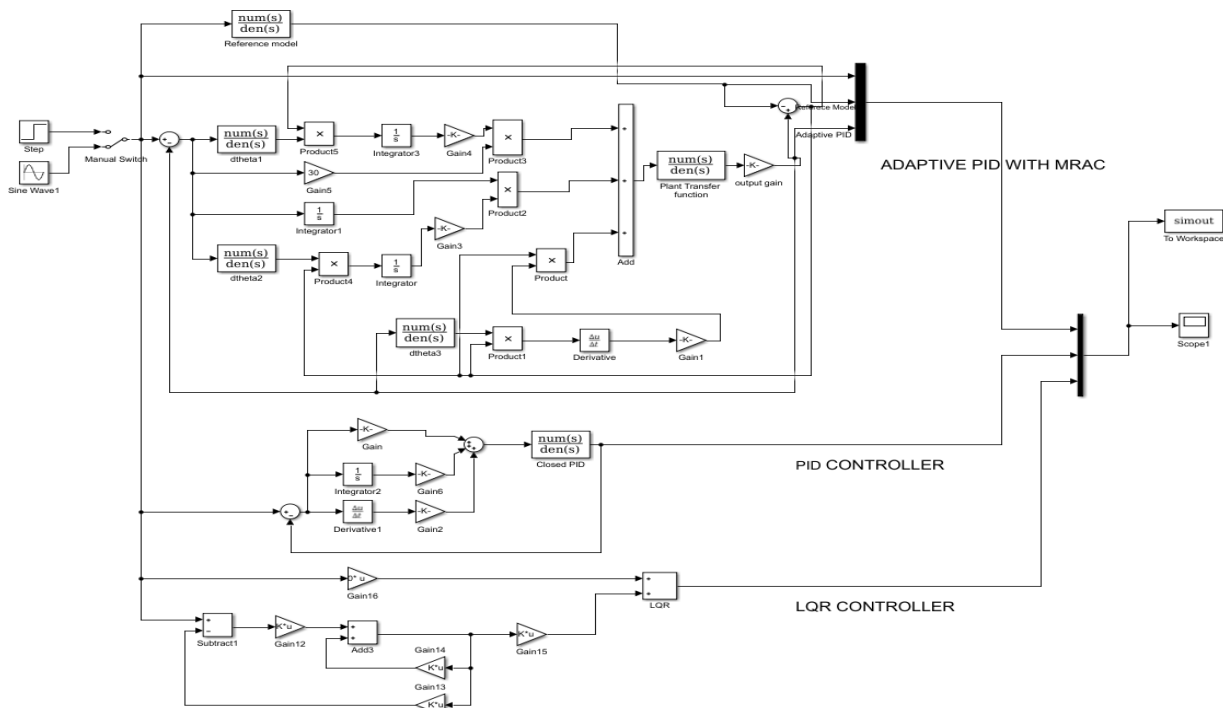 num(s)
den(s)
Reference model
Step
Sine Wave1
Manual Switch
num(s)
den(s)
dtheta1
×
Product5
1
s
Integrator3
-K-
Gain4
×
Product3
30
Gain5
1
s
Integrator1
×
Product2
-K-
Gain3
num(s)
den(s)
dtheta2
×
Product4
1
s
Integrator
×
Product
Add
num(s)
den(s)
Plant Transfer
function
-K-
output gain
Adaptive PID
ADAPTIVE PID WITH MRAC
simout
To Workspace
Scope1
num(s)
den(s)
dtheta3
×
Product1
Δu
Δt
Derivative
-K-
Gain1
-K-
Gain
1
s
Integrator2
-K-
Gain6
Δu
Δt
Derivative1
-K-
Gain2
num(s)
den(s)
Closed PID
PID CONTROLLER
Gain16
LQR
LQR CONTROLLER
Subtract1
K*u
Gain12
Add3
Gain14
K*u
Gain13
K*u
K*u
Gain15